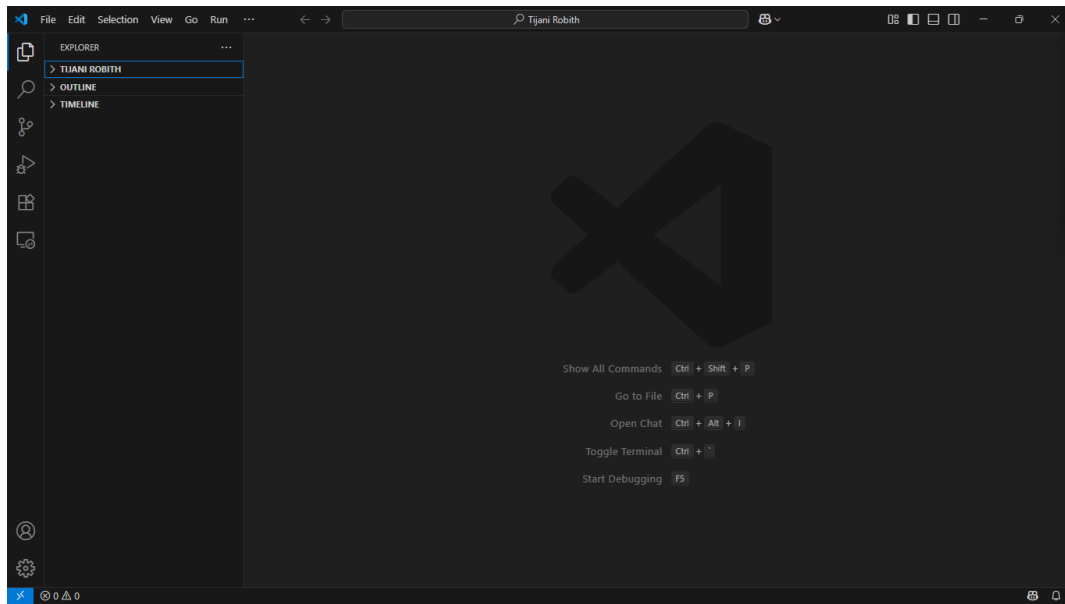 File Edit Selection View Go Run ··· Tijani Robith
EXPLORER ···
TIJANI ROBITH
OUTLINE
TIMELINE
Show All Commands Ctrl + Shift + P
Go to File Ctrl + P
Open Chat Ctrl + Alt + I
Toggle Terminal Ctrl + `
Start Debugging F5
0 0